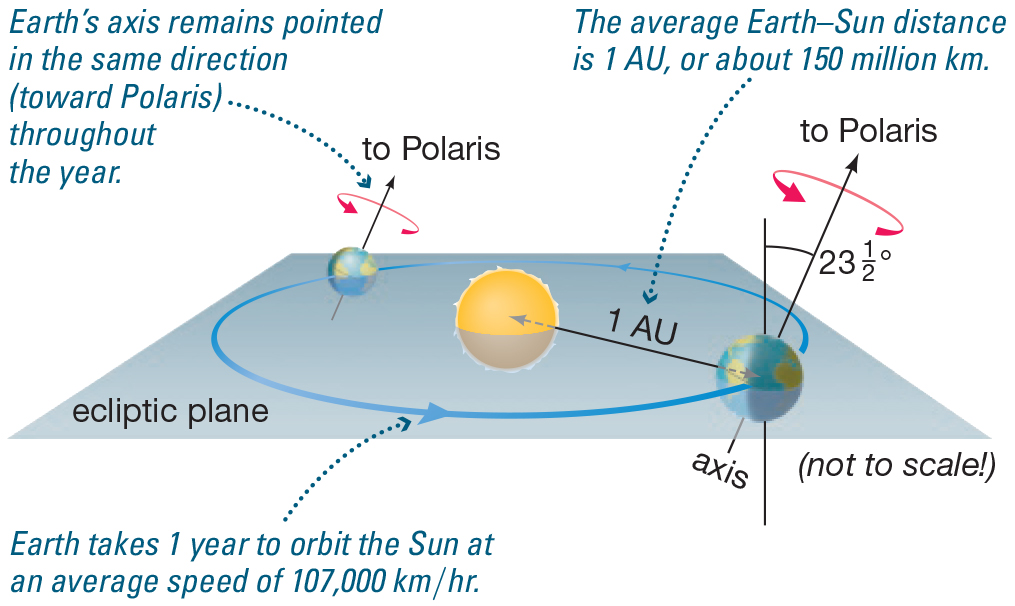 Earth’s axis remains pointed
in the same direction
(toward Polaris)
throughout
the year.
The average Earth–Sun distance
is 1 AU, or about 150 million km.
to Polaris
to Polaris
23 ½°
1 AU
ecliptic plane
axis
(not to scale!)
Earth takes 1 year to orbit the Sun at
an average speed of 107,000 km/hr.